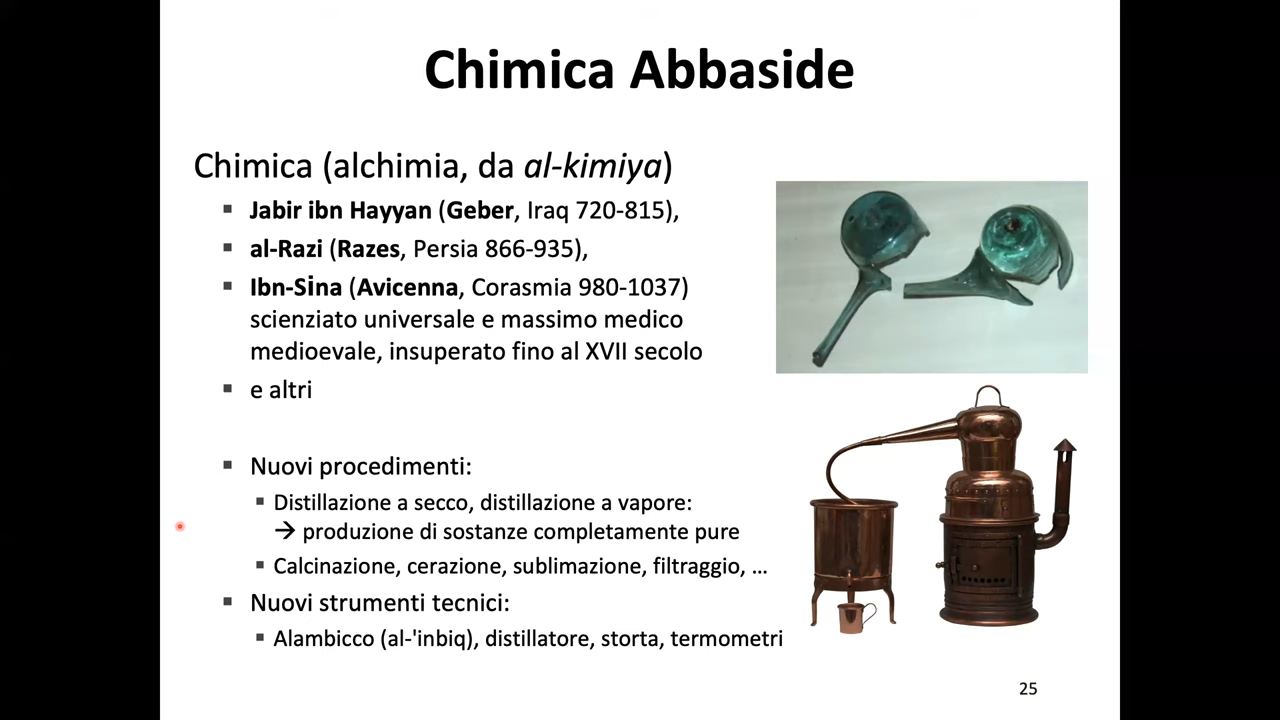 Chimica Abbaside
Chimica (alchimia, da al-kimiya)
▪ Jabir ibn Hayyan (Geber, Iraq 720-815),
▪ al-Razi (Razes, Persia 866-935),
▪ Ibn-Sina (Avicenna, Corasmia 980-1037)
scienziato universale e massimo medico
medioevale, insuperato fino al XVII secolo
▪ e altri
▪ Nuovi procedimenti:
▪ Distillazione a secco, distillazione a vapore:
→ produzione di sostanze completamente pure
▪ Calcinazione, cerazione, sublimazione, filtraggio, ...
▪ Nuovi strumenti tecnici:
▪ Alambicco (al-'inbiq), distillatore, storta, termometri
25